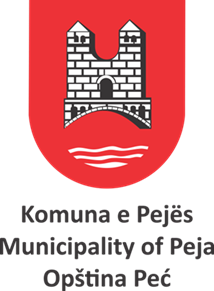 Komuna e Pejës
Municipality of Peja
Opština Peć